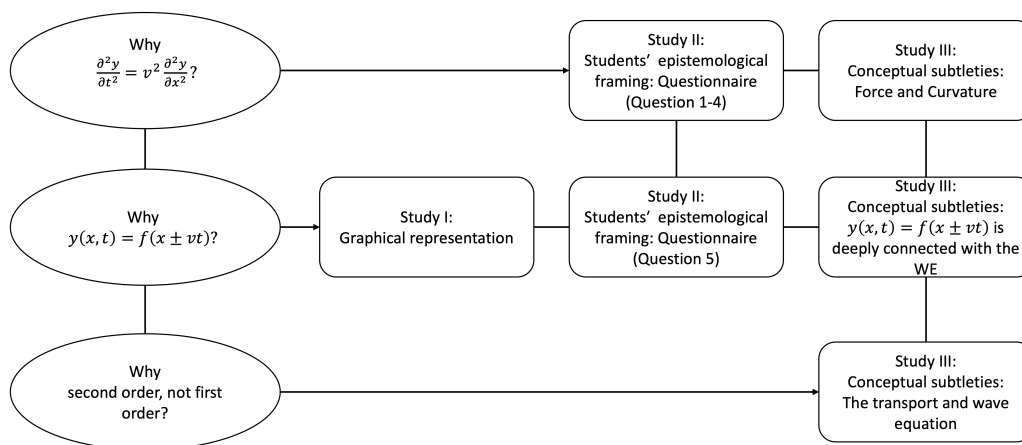 Why
∂²y/∂t² = v² ∂²y/∂x²?
Study II:
Students’ epistemological
framing: Questionnaire
(Question 1-4)
Study III:
Conceptual subtleties:
Force and Curvature
Why
y(x, t) = f(x ± vt)?
Study I:
Graphical representation
Study II:
Students’ epistemological
framing: Questionnaire
(Question 5)
Study III:
Conceptual subtleties:
y(x, t) = f(x ± vt) is
deeply connected with the
WE
Why
second order, not first
order?
Study III:
Conceptual subtleties:
The transport and wave
equation